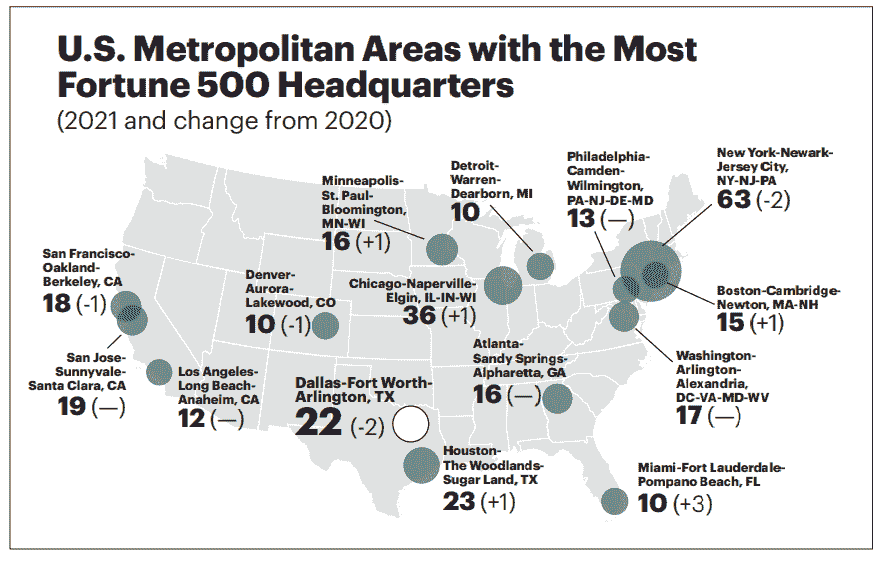 U.S. Metropolitan Areas with the Most
Fortune 500 Headquarters
(2021 and change from 2020)
Minneapolis-
St. Paul-
Bloomington,
MN-WI
16 (+1)
Detroit-
Warren-
Dearborn, MI
10
Philadelphia-
Camden-
Wilmington,
PA-NJ-DE-MD
13 (—)
New York-Newark-
Jersey City,
NY-NJ-PA
63 (-2)
San Francisco-
Oakland-
Berkeley, CA
18 (-1)
Denver-
Aurora-
Lakewood, CO
10 (-1)
Chicago-Naperville-
Elgin, IL-IN-WI
36 (+1)
Boston-Cambridge-
Newton, MA-NH
15 (+1)
San Jose-
Sunnyvale-
Santa Clara, CA
19 (—)
Los Angeles-
Long Beach-
Anaheim, CA
12 (—)
Dallas-Fort Worth-
Arlington, TX
22 (-2)
Atlanta-
Sandy Springs-
Alpharetta, GA
16 (—)
Washington-
Arlington-
Alexandria,
DC-VA-MD-WV
17 (—)
Houston-
The Woodlands-
Sugar Land, TX
23 (+1)
Miami-Fort Lauderdale-
Pompano Beach, FL
10 (+3)